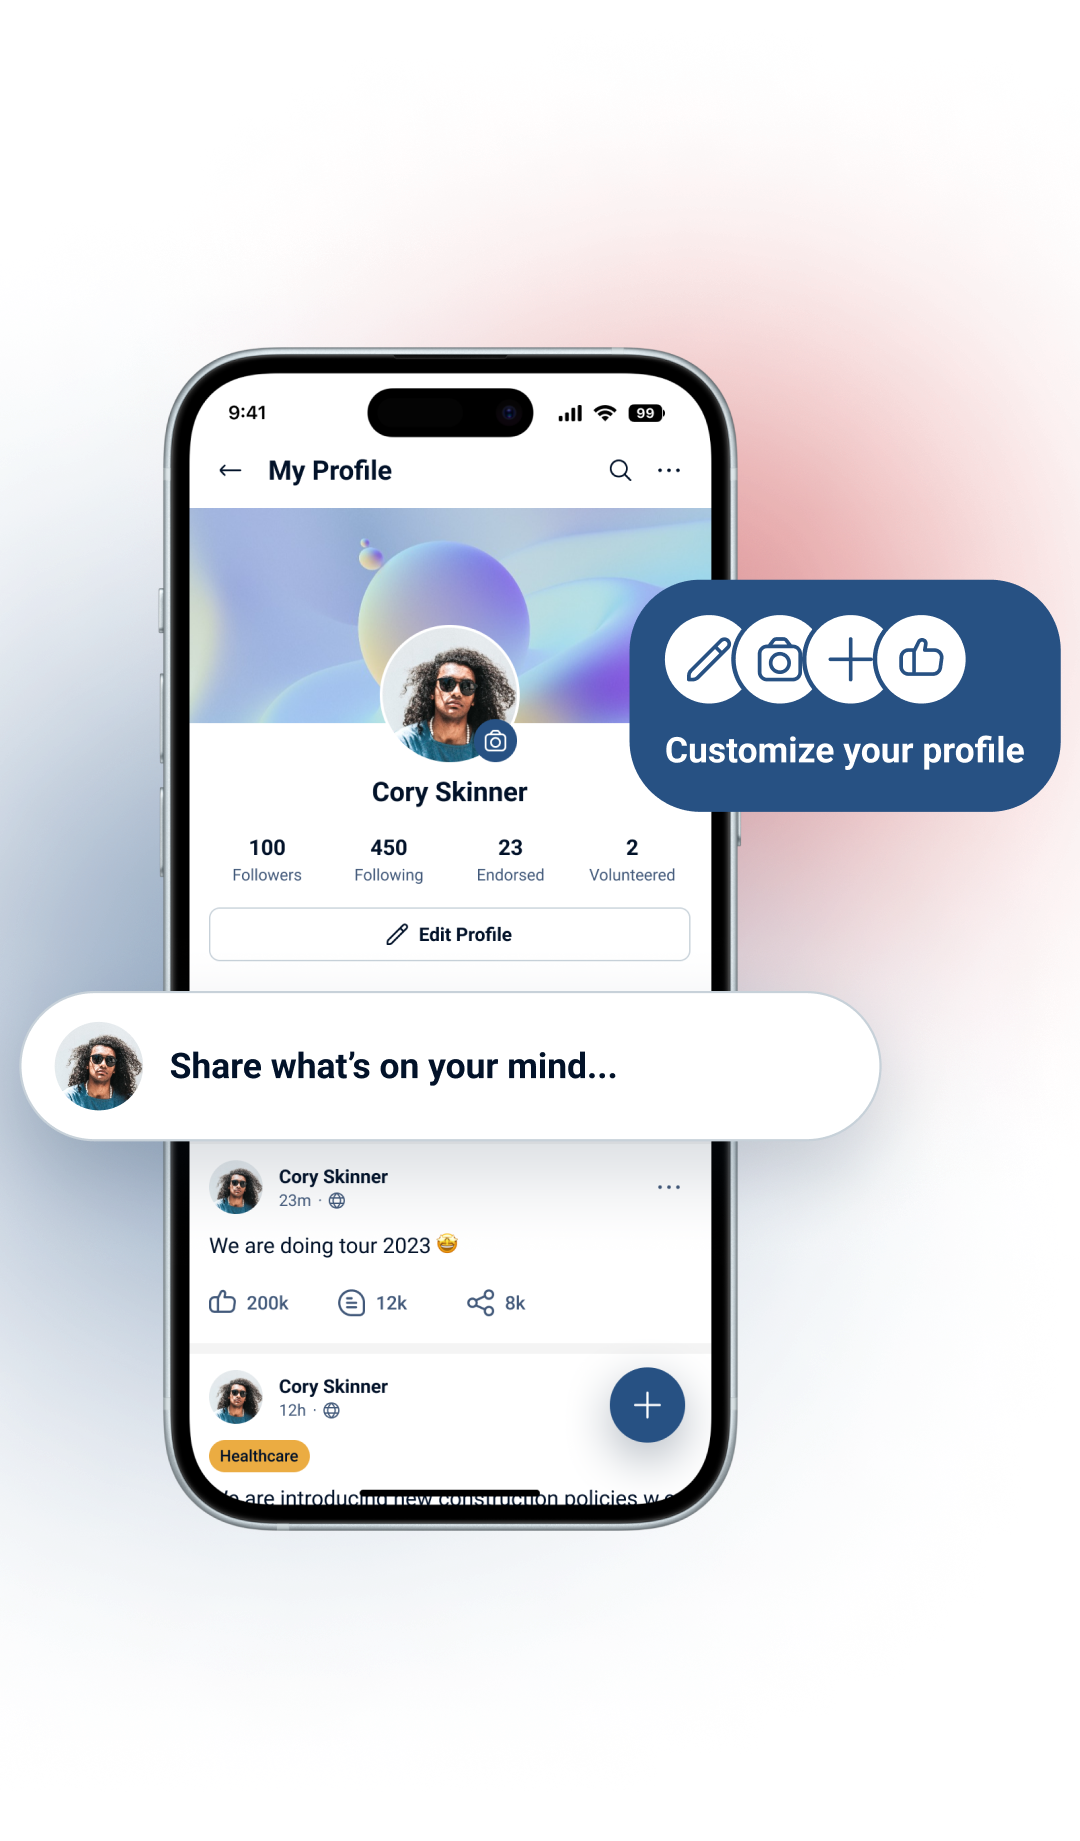 9:41
99
My Profile
Customize your profile
Cory Skinner
100 450 23 2
Followers Following Endorsed Volunteered
Edit Profile
Share what’s on your mind...
Cory Skinner
23m ·
We are doing tour 2023 🤩
200k 12k 8k
Cory Skinner
12h ·
Healthcare
are introducing new construction policies